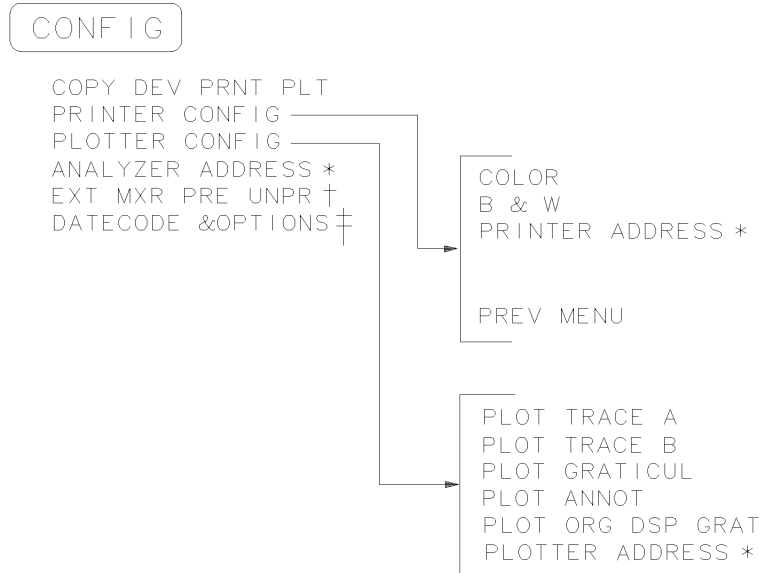 CONFIG
COPY DEV PRNT PLT
PRINTER CONFIG
PLOTTER CONFIG
ANALYZER ADDRESS *
EXT MXR PRE UNPR †
DATECODE &OPTIONS ‡
COLOR
B & W
PRINTER ADDRESS *
PREV MENU
PLOT TRACE A
PLOT TRACE B
PLOT GRATICUL
PLOT ANNOT
PLOT ORG DSP GRAT
PLOTTER ADDRESS *